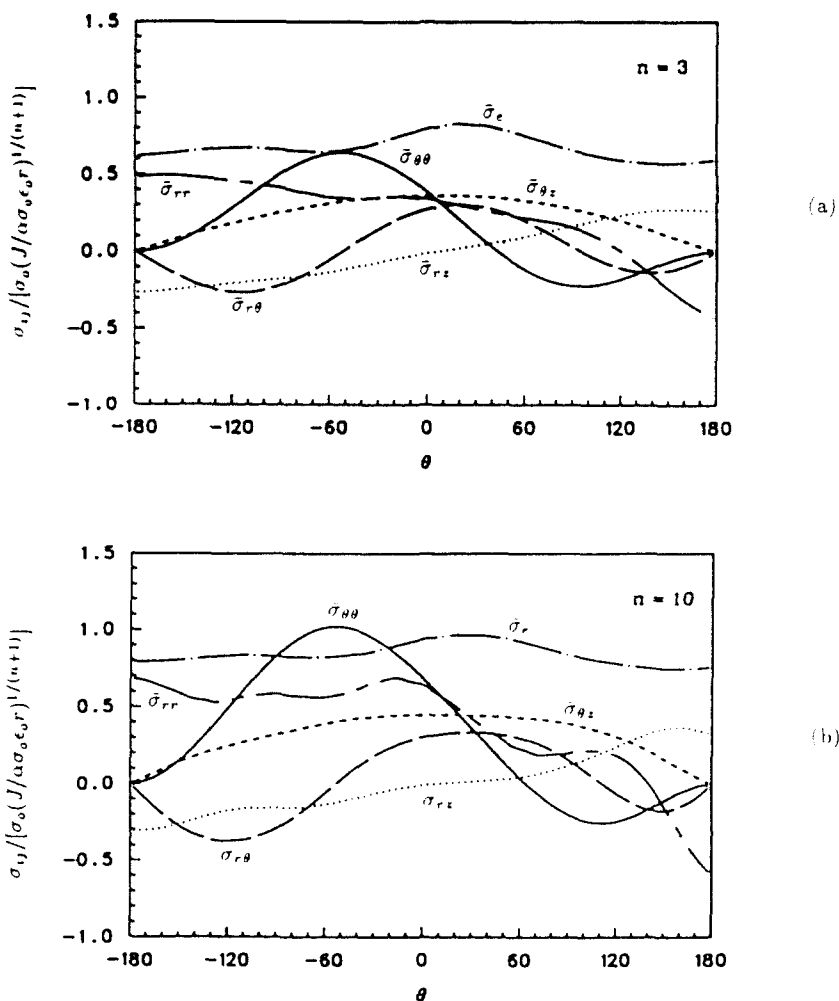 1.5
n = 3
1.0
σ̃e
σ̃θθ
0.5
σ̃rr
σ̃θz
(a)
0.0
σ̃rz
σ̃rθ
-0.5
-1.0
-180 -120 -60 0 60 120 180
θ
σij/[σo(J/ασoϵor)^1/(n+1)]
1.5
n = 10
σ̃θθ
1.0
σ̃r
σ̃rr
0.5
σ̃θz
(b)
0.0
σrz
σrθ
-0.5
-1.0
-180 -120 -60 0 60 120 180
θ
σij/[σo(J/ασoϵor)^1/(n+1)]